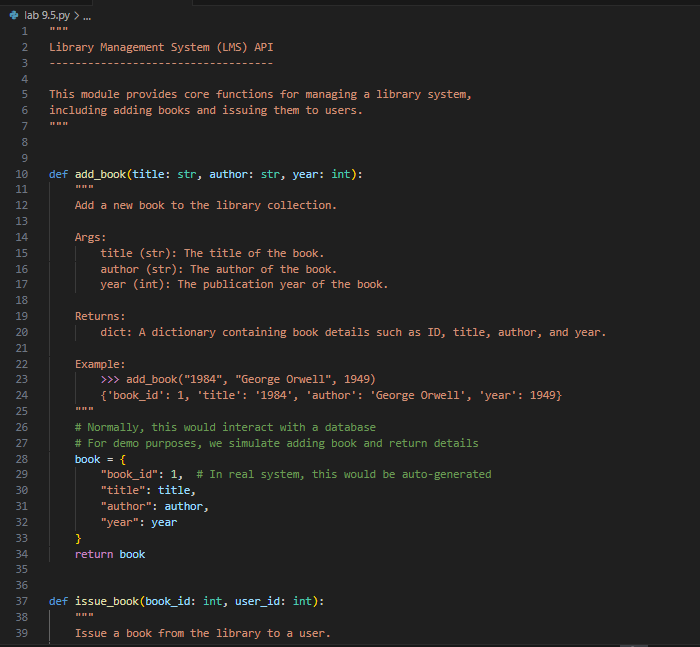 lab 9.5.py > ...
1 """
2 Library Management System (LMS) API
3 -----------------------------------
4
5 This module provides core functions for managing a library system,
6 including adding books and issuing them to users.
7 """
8
9
10 def add_book(title: str, author: str, year: int):
11     """
12     Add a new book to the library collection.
13
14     Args:
15         title (str): The title of the book.
16         author (str): The author of the book.
17         year (int): The publication year of the book.
18
19     Returns:
20         dict: A dictionary containing book details such as ID, title, author, and year.
21
22     Example:
23         >>> add_book("1984", "George Orwell", 1949)
24         {'book_id': 1, 'title': '1984', 'author': 'George Orwell', 'year': 1949}
25     """
26     # Normally, this would interact with a database
27     # For demo purposes, we simulate adding book and return details
28     book = {
29         "book_id": 1,  # In real system, this would be auto-generated
30         "title": title,
31         "author": author,
32         "year": year
33     }
34     return book
35
36
37 def issue_book(book_id: int, user_id: int):
38     """
39     Issue a book from the library to a user.